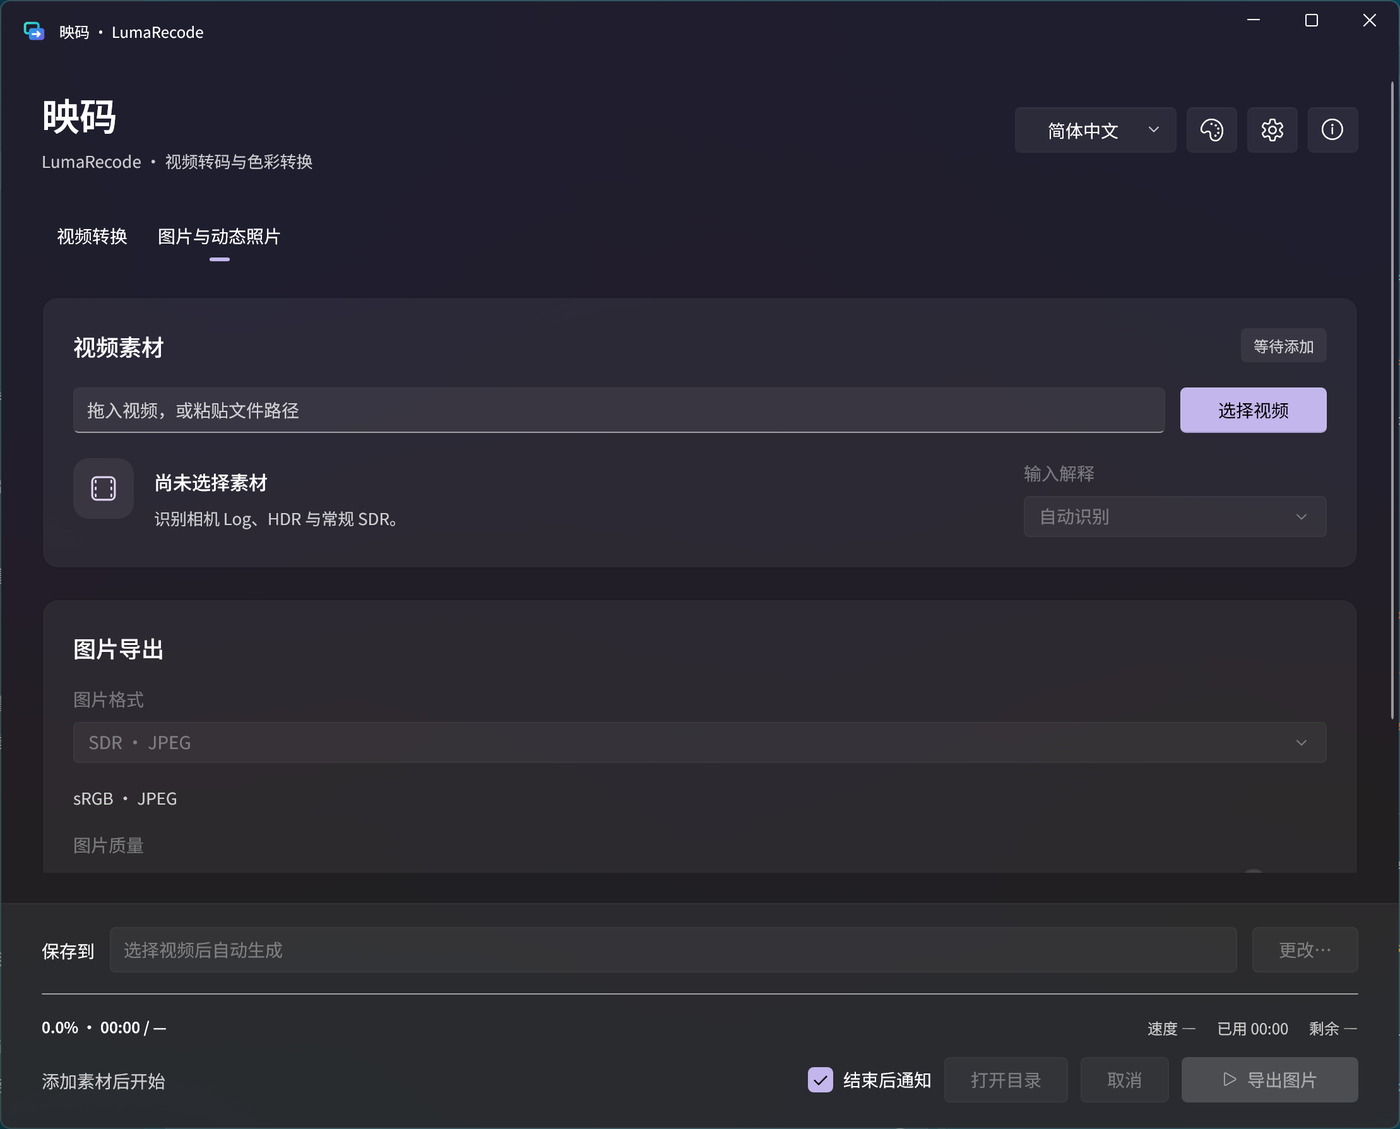 映码 · LumaRecode
映码
LumaRecode · 视频转码与色彩转换
简体中文
视频转换
图片与动态照片
视频素材
等待添加
拖入视频，或粘贴文件路径
选择视频
尚未选择素材
识别相机 Log、HDR 与常规 SDR。
输入解释
自动识别
图片导出
图片格式
SDR · JPEG
sRGB · JPEG
图片质量
保存到
选择视频后自动生成
更改…
0.0% · 00:00 / —
速度 —
已用 00:00
剩余 —
添加素材后开始
结束后通知
打开目录
取消
导出图片